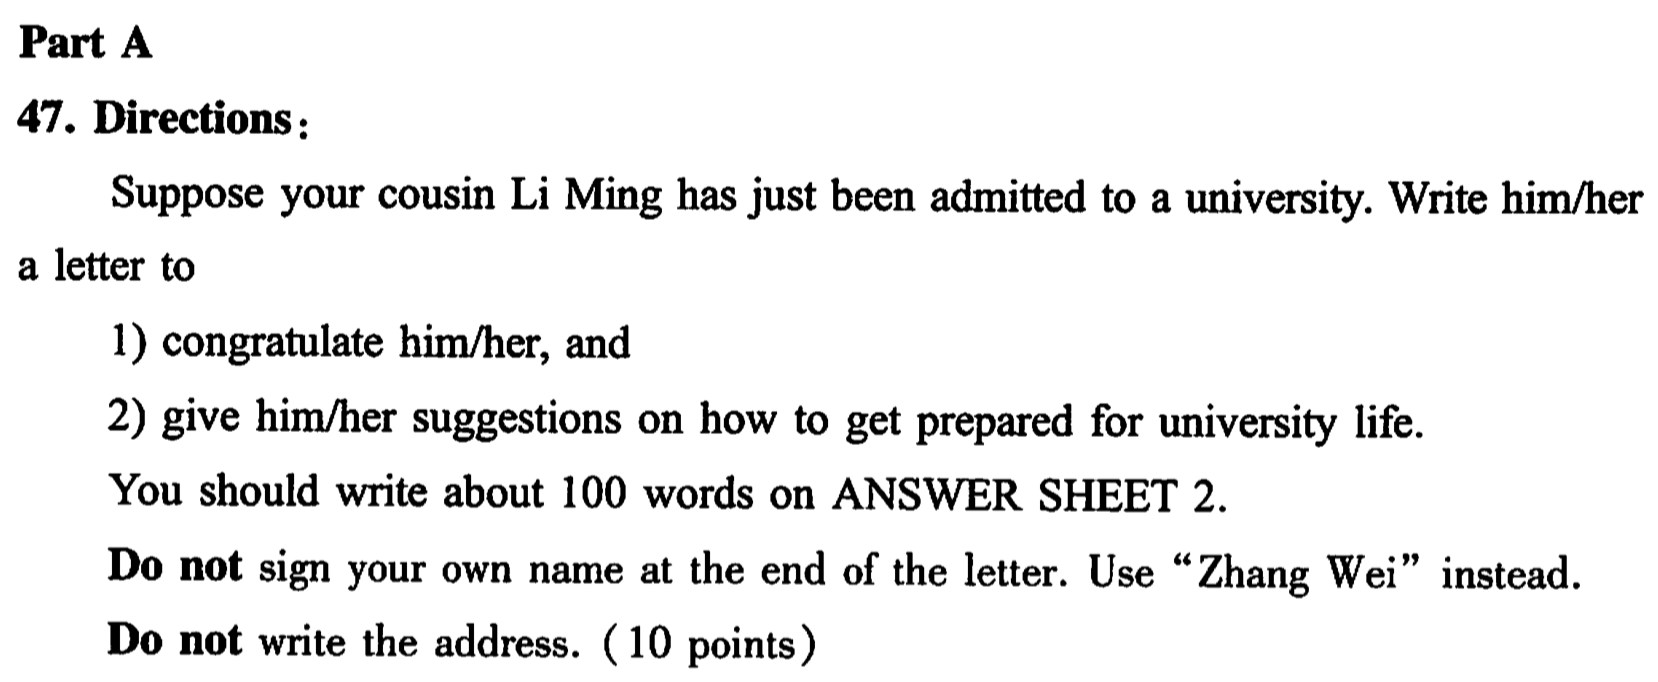 Part A
47. Directions:
Suppose your cousin Li Ming has just been admitted to a university. Write him/her
a letter to
1) congratulate him/her, and
2) give him/her suggestions on how to get prepared for university life.
You should write about 100 words on ANSWER SHEET 2.
Do not sign your own name at the end of the letter. Use “Zhang Wei” instead.
Do not write the address. (10 points)